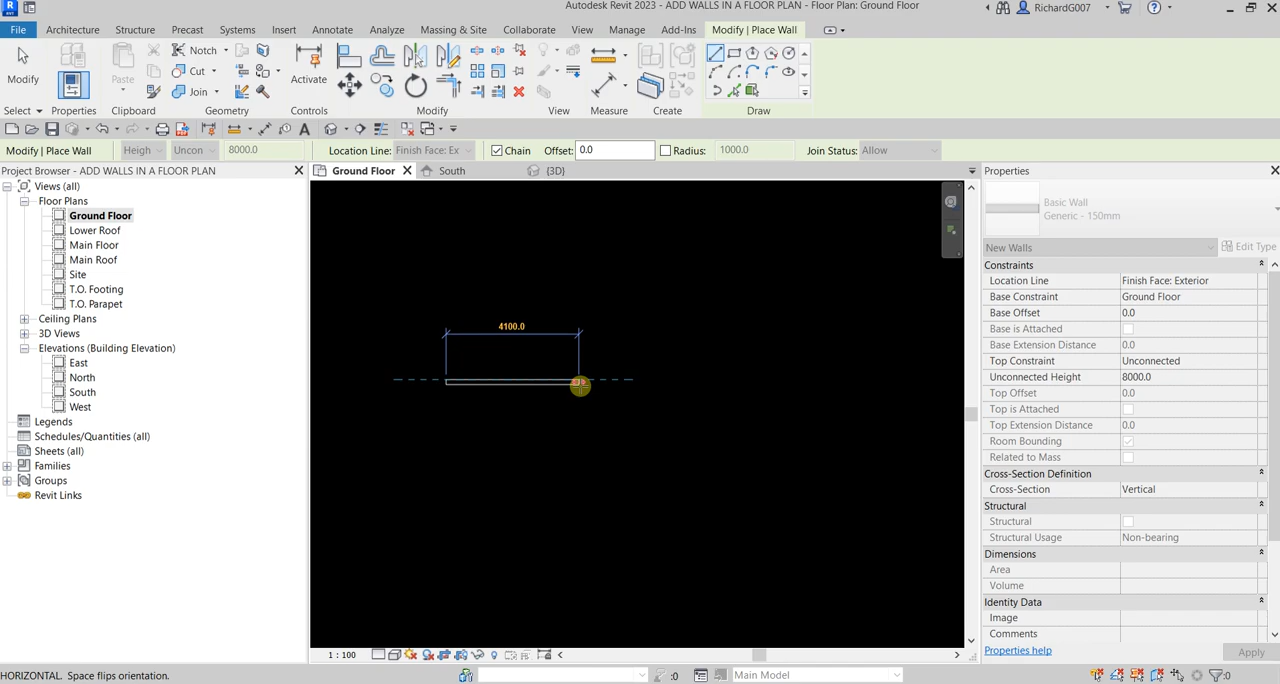 Autodesk Revit 2023 - ADD WALLS IN A FLOOR PLAN - Floor Plan: Ground Floor
RichardG007
File Architecture Structure Precast Systems Insert Annotate Analyze Massing & Site Collaborate View Manage Add-Ins Modify | Place Wall
Modify
Paste
Notch
Cut
Join
Activate
Select Properties Clipboard Geometry Controls Modify View Measure Create Draw
Modify | Place Wall Heigh Uncon 8000.0 Location Line: Finish Face: Ex Chain Offset: 0.0 Radius: 1000.0 Join Status: Allow
Project Browser - ADD WALLS IN A FLOOR PLAN
Views (all)
Floor Plans
Ground Floor
Lower Roof
Main Floor
Main Roof
Site
T.O. Footing
T.O. Parapet
Ceiling Plans
3D Views
Elevations (Building Elevation)
East
North
South
West
Legends
Schedules/Quantities (all)
Sheets (all)
Families
Groups
Revit Links
Ground Floor South {3D}
4100.0
1 : 100
Properties
Basic Wall
Generic - 150mm
New Walls Edit Type
Constraints
Location Line Finish Face: Exterior
Base Constraint Ground Floor
Base Offset 0.0
Base is Attached
Base Extension Distance 0.0
Top Constraint Unconnected
Unconnected Height 8000.0
Top Offset 0.0
Top is Attached
Top Extension Distance 0.0
Room Bounding
Related to Mass
Cross-Section Definition
Cross-Section Vertical
Structural
Structural
Structural Usage Non-bearing
Dimensions
Area
Volume
Identity Data
Image
Comments
Properties help Apply
HORIZONTAL. Space flips orientation. :0 Main Model :0